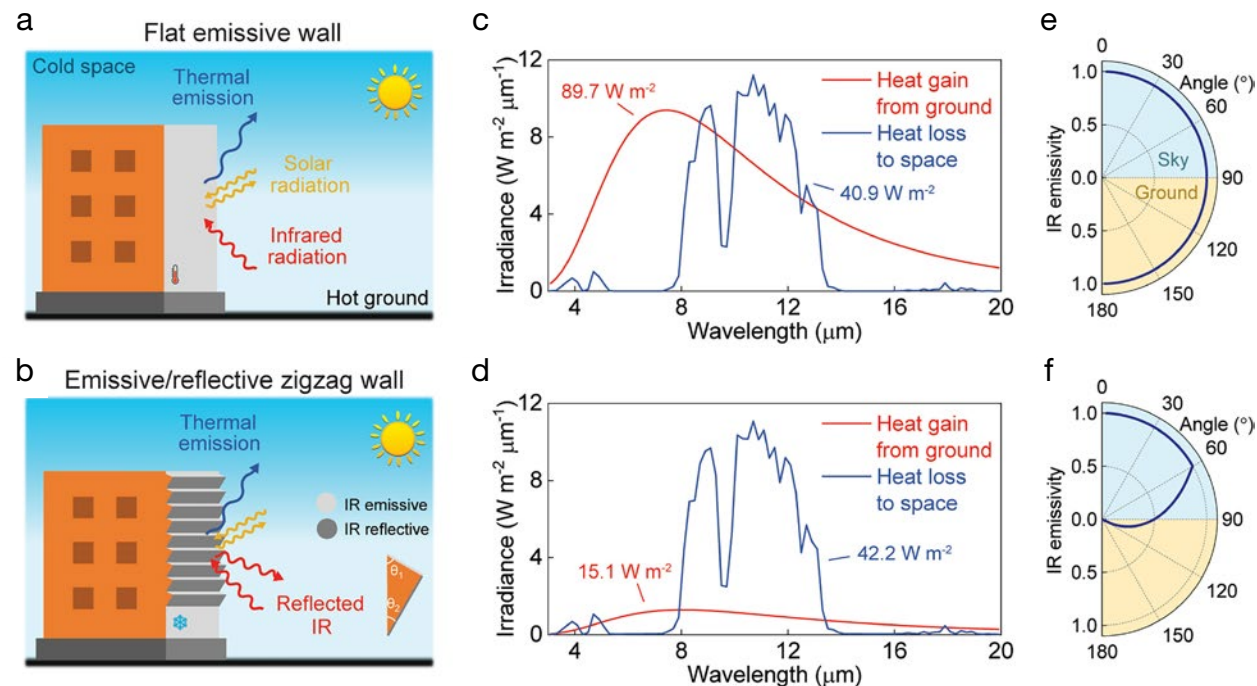 a
Flat emissive wall
Cold space
Thermal
emission
Solar
radiation
Infrared
radiation
Hot ground
b
Emissive/reflective zigzag wall
Thermal
emission
IR emissive
IR reflective
θ1
θ2
Reflected
IR
c
Irradiance (W m-2 μm-1)
12
8
4
0
89.7 W m-2
Heat gain
from ground
Heat loss
to space
40.9 W m-2
4 8 12 16 20
Wavelength (μm)
d
Irradiance (W m-2 μm-1)
12
8
4
0
15.1 W m-2
Heat gain
from ground
Heat loss
to space
42.2 W m-2
4 8 12 16 20
Wavelength (μm)
e
IR emissivity
1.0
0.5
0.0
0.5
1.0
0
30
Angle (°)
60
90
120
150
180
Sky
Ground
f
IR emissivity
1.0
0.5
0.0
0.5
1.0
0
30
Angle (°)
60
90
120
150
180